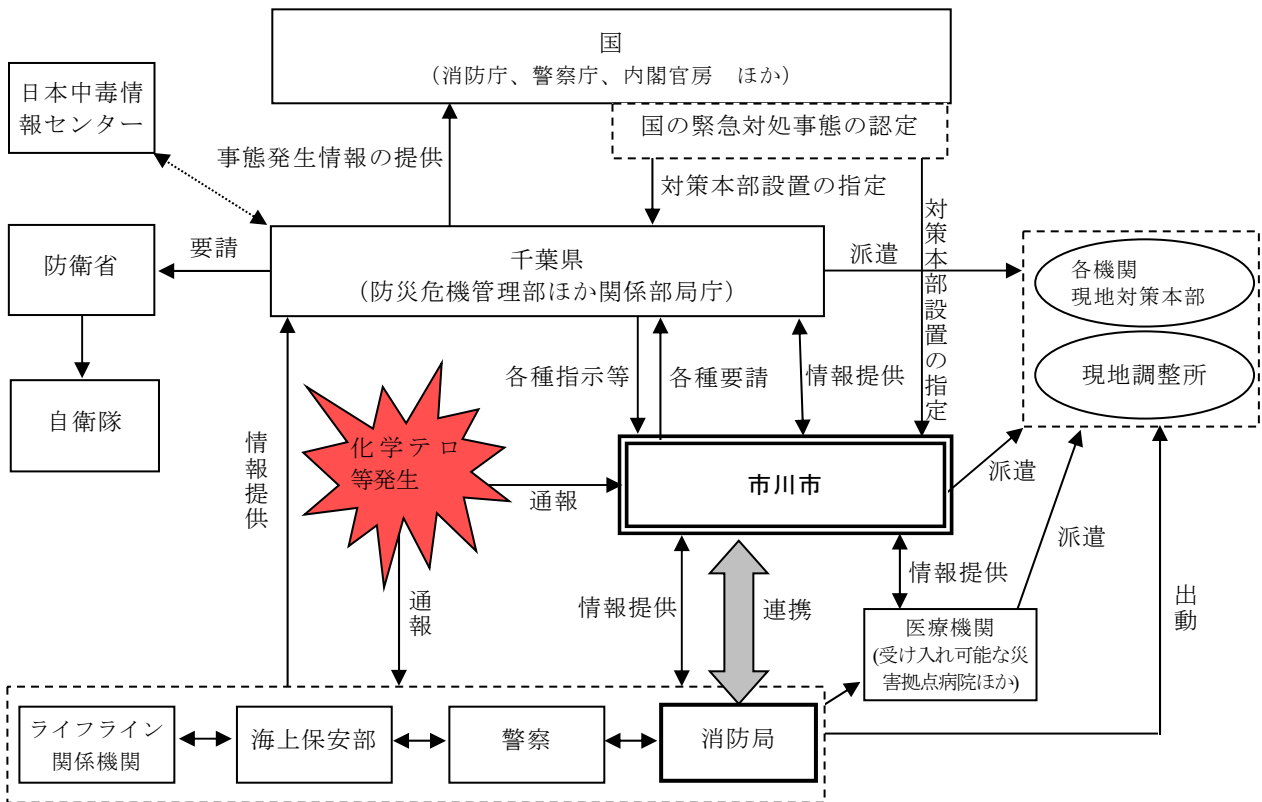 国
（消防庁、警察庁、内閣官房　ほか）
国の緊急対処事態の認定
日本中毒情
報センター
事態発生情報の提供
対策本部設置の指定
対策本部設置の指定
防衛省
要請
千葉県
（防災危機管理部ほか関係部局庁）
派遣
各機関
現地対策本部
現地調整所
自衛隊
各種指示等
各種要請
情報提供
情報提供
化学テロ
等発生
通報
市川市
派遣
通報
情報提供
連携
情報提供
派遣
出動
医療機関
(受け入れ可能な災
害拠点病院ほか)
ライフライン
関係機関
海上保安部
警察
消防局